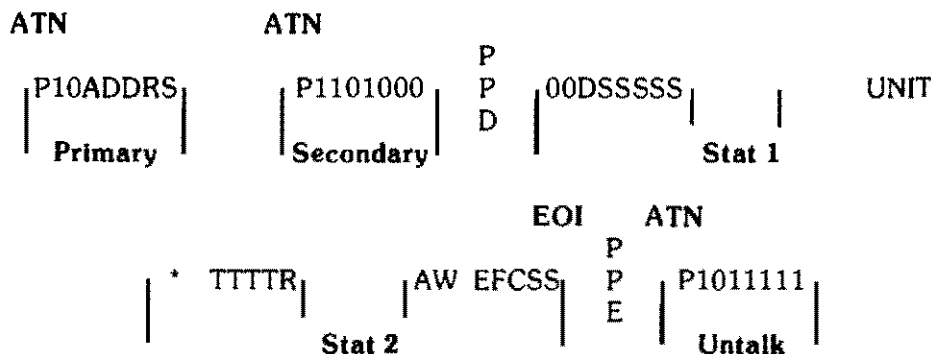 ATN ATN
P
P10ADDRS P1101000 P 00DSSSSS UNIT
D
Primary Secondary Stat 1
EOI ATN
P
* TTTTR AW EFCSS P P1011111
E
Stat 2 Untalk